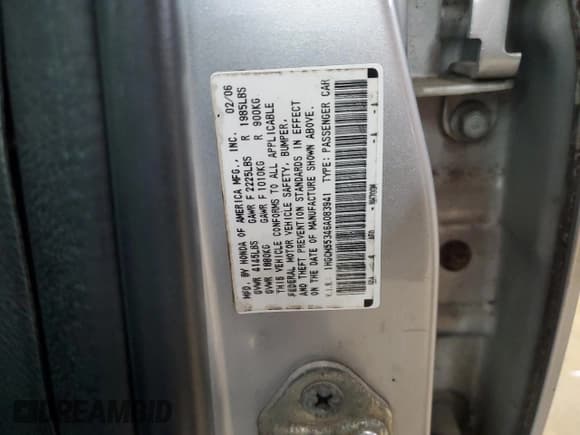 MFD. BY HONDA OF AMERICA MFG., INC. 02/06
GVWR 4145LBS GAWR F 2225LBS R 1985LBS
GVWR 1880KG GAWR F 1010KG R 900KG
THIS VEHICLE CONFORMS TO ALL APPLICABLE
FEDERAL MOTOR VEHICLE SAFETY, BUMPER,
AND THEFT PREVENTION STANDARDS IN EFFECT
ON THE DATE OF MANUFACTURE SHOWN ABOVE.
V.I.N. 1HGCM55346A083941 TYPE: PASSENGER CAR
DREAMBID